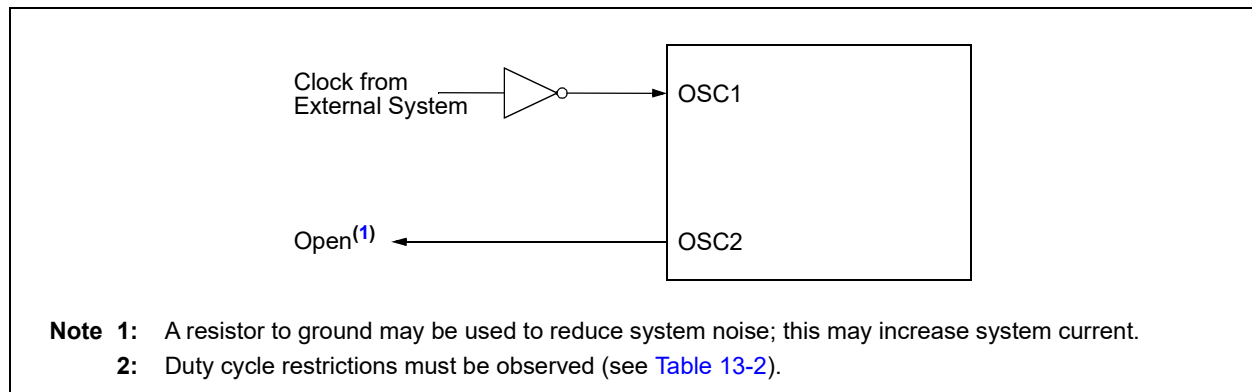 Clock from
External System
OSC1
Open(1)
OSC2
Note 1: A resistor to ground may be used to reduce system noise; this may increase system current.
2: Duty cycle restrictions must be observed (see Table 13-2).